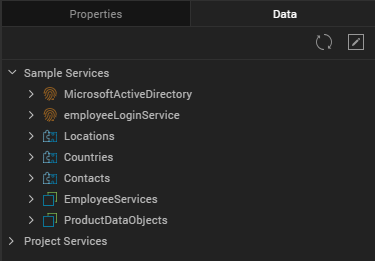 Properties Data
Sample Services
MicrosoftActiveDirectory
employeeLoginService
Locations
Countries
Contacts
EmployeeServices
ProductDataObjects
Project Services